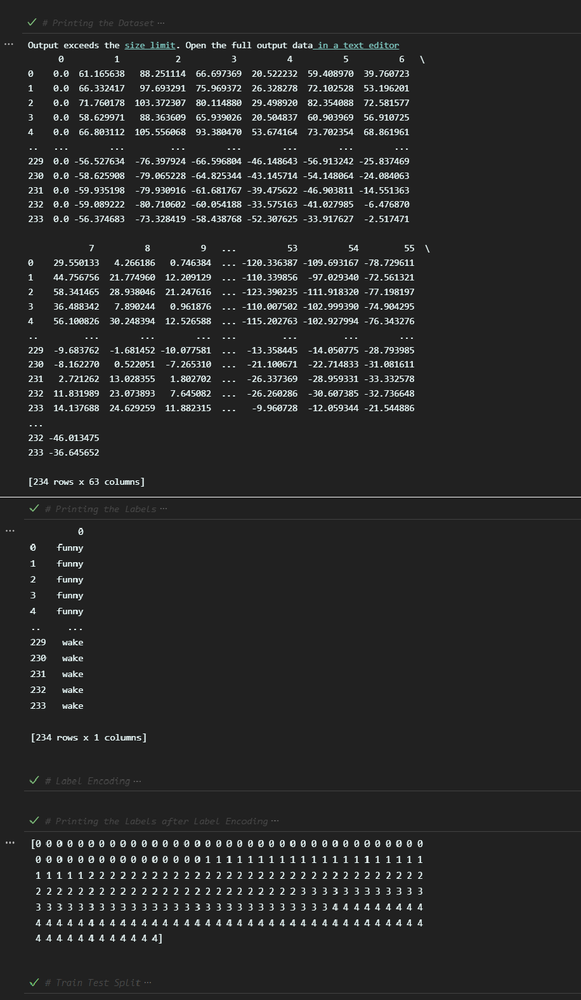 # Printing the Dataset ···
Output exceeds the size limit. Open the full output data in a text editor
0 1 2 3 4 5 6 \
0 0.0 61.165638 88.251114 66.697369 20.522232 59.408970 39.760723
1 0.0 66.332417 97.693291 75.969372 26.328278 72.102528 53.196201
2 0.0 71.760178 103.372307 80.114880 29.498920 82.354088 72.581577
3 0.0 58.629971 88.363609 65.939026 20.504837 60.903969 56.910725
4 0.0 66.803112 105.556068 93.380470 53.674164 73.702354 68.861961
.. ... ... ... ... ... ... ...
229 0.0 -56.527634 -76.397924 -66.596804 -46.148643 -56.913242 -25.837469
230 0.0 -58.625908 -79.065228 -64.825344 -43.145714 -54.148064 -24.084063
231 0.0 -59.935198 -79.930916 -61.681767 -39.475622 -46.903811 -14.551363
232 0.0 -59.089222 -80.710602 -60.054188 -33.575163 -41.027985 -6.476870
233 0.0 -56.374683 -73.328419 -58.438768 -52.307625 -33.917627 -2.517471
7 8 9 ... 53 54 55 \
0 29.550133 4.266186 0.746384 ... -120.336387 -109.693167 -78.729611
1 44.756756 21.774960 12.209129 ... -110.339856 -97.029340 -72.561321
2 58.341465 28.938046 21.247616 ... -123.390235 -111.918320 -77.198197
3 36.488342 7.890244 0.961876 ... -110.007502 -102.999390 -74.904295
4 56.100826 30.248394 12.526588 ... -115.202763 -102.927994 -76.343276
.. ... ... ... ... ... ... ...
229 -9.683762 -1.681452 -10.077581 ... -13.358445 -14.050775 -28.793985
230 -8.162270 0.522051 -7.265310 ... -21.100671 -22.714833 -31.081611
231 2.721262 13.028355 1.802702 ... -26.337369 -28.959331 -33.332578
232 11.831989 23.073893 7.645082 ... -26.260286 -30.607385 -32.736648
233 14.137688 24.629259 11.882315 ... -9.960728 -12.059344 -21.544886
...
232 -46.013475
233 -36.645652
[234 rows x 63 columns]
# Printing the Labels ···
0
0 funny
1 funny
2 funny
3 funny
4 funny
.. ...
229 wake
230 wake
231 wake
232 wake
233 wake
[234 rows x 1 columns]
# Label Encoding ···
# Printing the Labels after Label Encoding ···
[0 0 0 0 0 0 0 0 0 0 0 0 0 0 0 0 0 0 0 0 0 0 0 0 0 0 0 0 0 0 0 0 0 0 0 0 0
0 0 0 0 0 0 0 0 0 0 0 0 0 0 0 0 1 1 1 1 1 1 1 1 1 1 1 1 1 1 1 1 1 1 1 1 1
1 1 1 1 1 2 2 2 2 2 2 2 2 2 2 2 2 2 2 2 2 2 2 2 2 2 2 2 2 2 2 2 2 2 2 2 2
2 2 2 2 2 2 2 2 2 2 2 2 2 2 2 2 2 2 2 2 2 2 2 2 2 3 3 3 3 3 3 3 3 3 3 3 3
3 3 3 3 3 3 3 3 3 3 3 3 3 3 3 3 3 3 3 3 3 3 3 3 3 3 3 3 4 4 4 4 4 4 4 4 4
4 4 4 4 4 4 4 4 4 4 4 4 4 4 4 4 4 4 4 4 4 4 4 4 4 4 4 4 4 4 4 4 4 4 4 4 4
4 4 4 4 4 4 4 4 4 4 4 4]
# Train Test Split ···